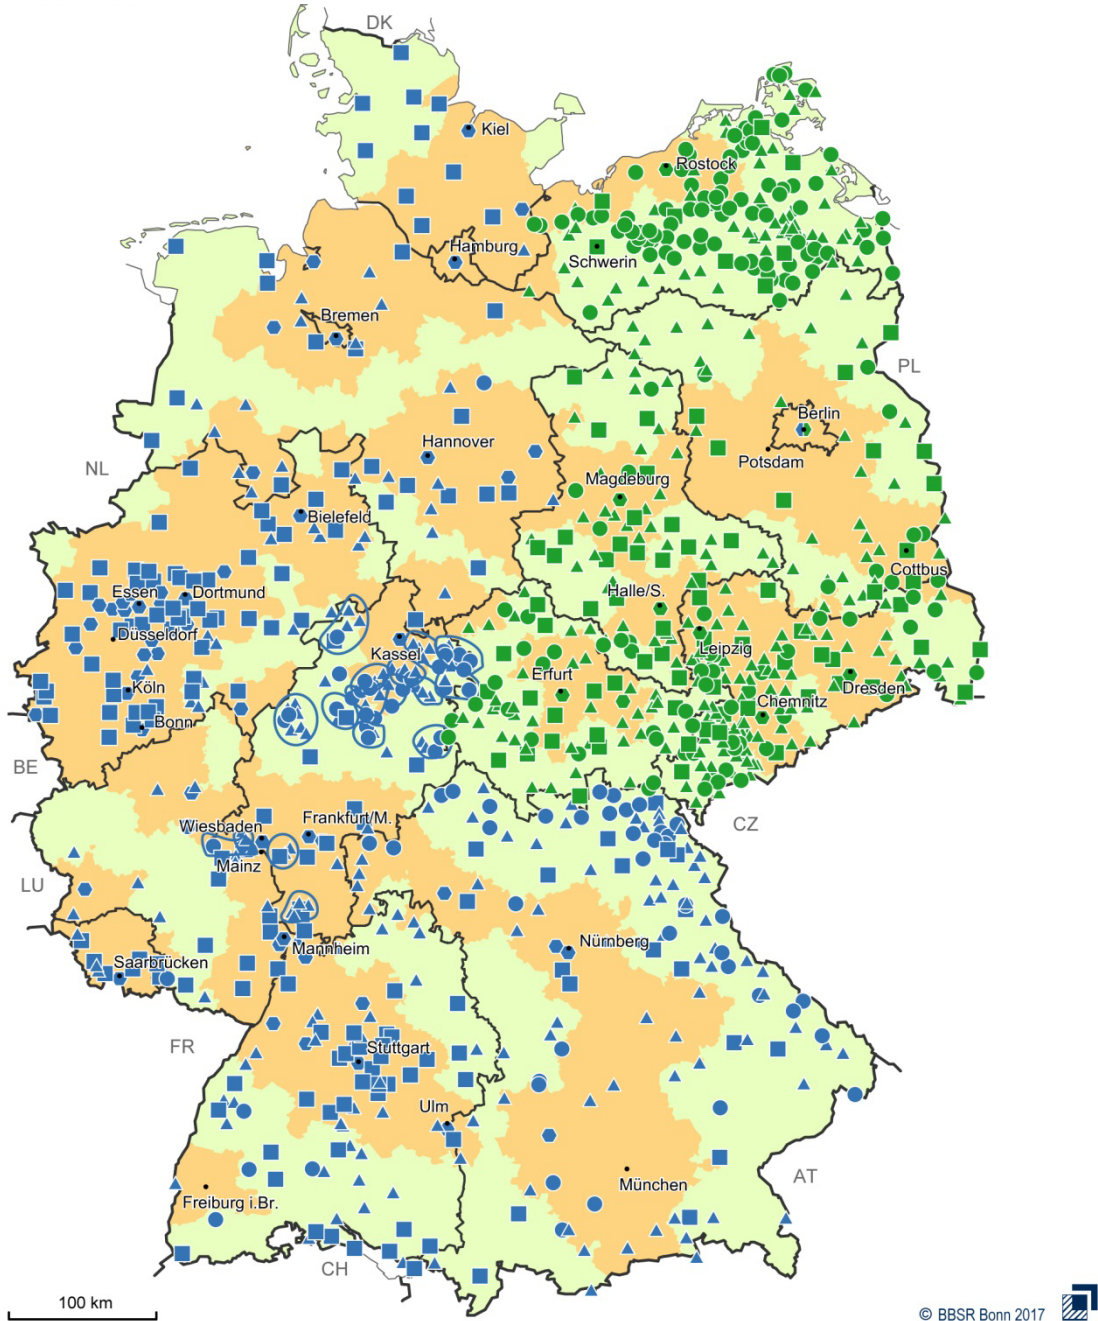 DK
Kiel
Rostock
Hamburg
Schwerin
Bremen
PL
Berlin
Hannover
Potsdam
NL
Magdeburg
Bielefeld
Cottbus
Essen
Dortmund
Halle/S.
Düsseldorf
Leipzig
Kassel
Erfurt
Dresden
Köln
Chemnitz
Bonn
BE
Frankfurt/M.
Wiesbaden
CZ
Mainz
LU
Nürnberg
Mannheim
Saarbrücken
FR
Stuttgart
Ulm
AT
München
Freiburg i.Br.
CH
100 km
© BBSR Bonn 2017